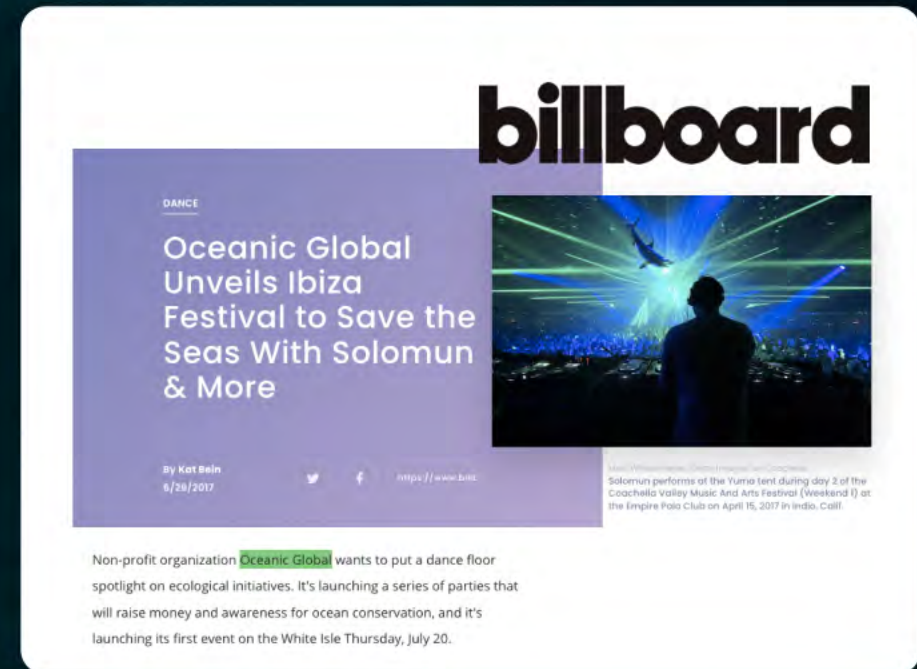 billboard
DANCE
Oceanic Global
Unveils Ibiza
Festival to Save the
Seas With Solomun
& More
By Kat Bein
6/29/2017
https://www.bill
Solomun performs at the Yuma tent during day 2 of the
Coachella Valley Music And Arts Festival (Weekend I) at
the Empire Polo Club on April 15, 2017 in Indio, Calif.
Non-profit organization Oceanic Global wants to put a dance floor
spotlight on ecological initiatives. It's launching a series of parties that
will raise money and awareness for ocean conservation, and it's
launching its first event on the White Isle Thursday, July 20.